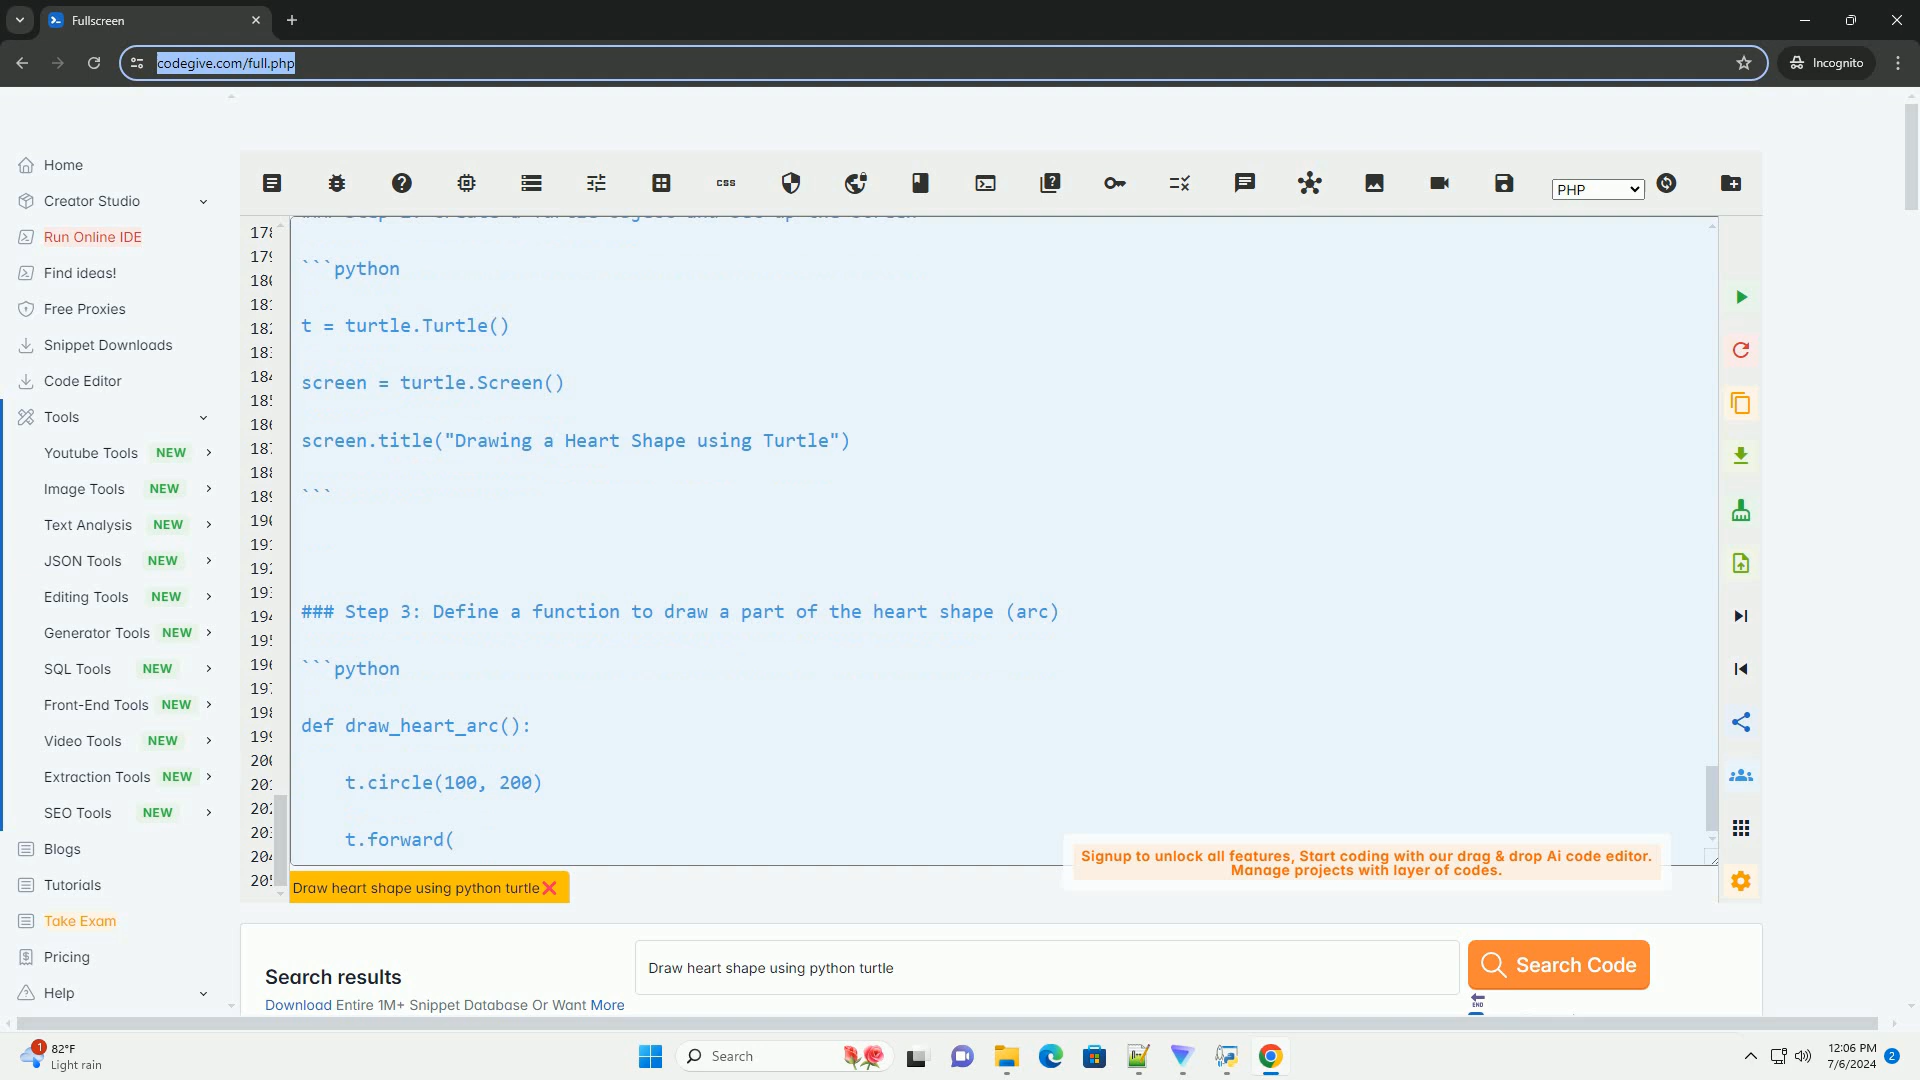 Fullscreen
codegive.com/full.php
Incognito
Home
Creator Studio
Run Online IDE
Find ideas!
Free Proxies
Snippet Downloads
Code Editor
Tools
Youtube Tools NEW
Image Tools NEW
Text Analysis NEW
JSON Tools NEW
Editing Tools NEW
Generator Tools NEW
SQL Tools NEW
Front-End Tools NEW
Video Tools NEW
Extraction Tools NEW
SEO Tools NEW
Blogs
Tutorials
Take Exam
Pricing
Help
css
PHP
```python
t = turtle.Turtle()
screen = turtle.Screen()
screen.title("Drawing a Heart Shape using Turtle")
```
### Step 3: Define a function to draw a part of the heart shape (arc)
```python
def draw_heart_arc():
t.circle(100, 200)
t.forward(
Signup to unlock all features, Start coding with our drag & drop Ai code editor.
Manage projects with layer of codes.
Draw heart shape using python turtle
Search results
Download Entire 1M+ Snippet Database Or Want More
Draw heart shape using python turtle
Search Code
END
1
82°F
Light rain
Search
12:06 PM
7/6/2024
2